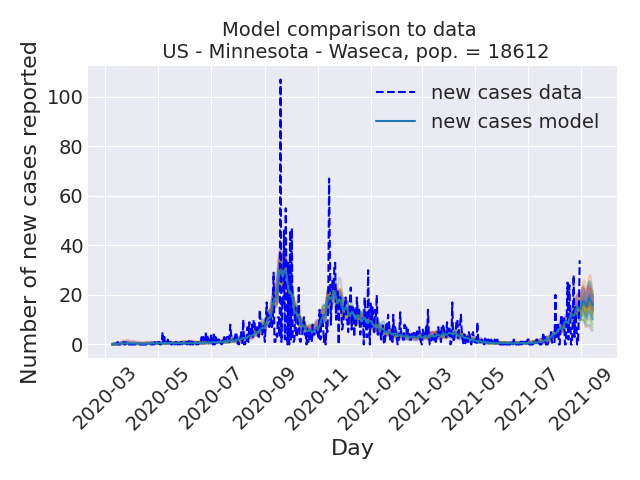 Model comparison to data
US - Minnesota - Waseca, pop. = 18612
Number of new cases reported
100
80
60
40
20
0
new cases data
new cases model
2020-03
2020-05
2020-07
2020-09
2020-11
2021-01
2021-03
2021-05
2021-07
2021-09
Day